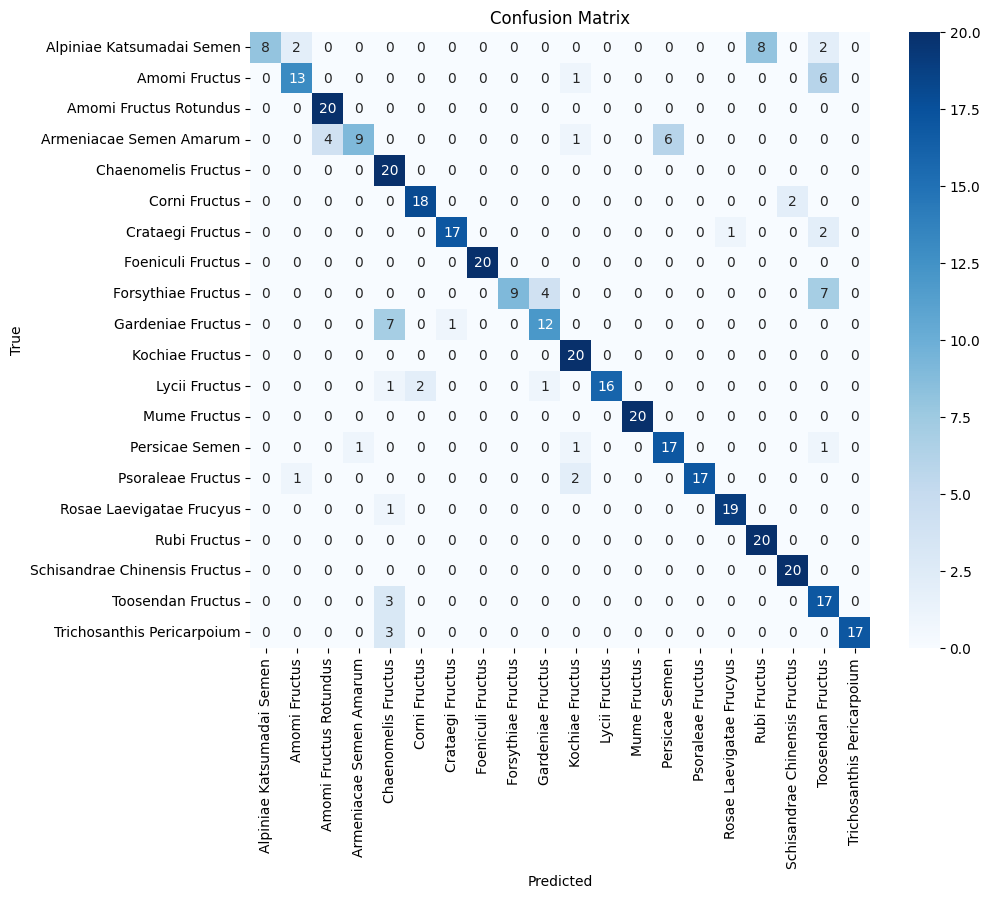 Confusion Matrix
Alpiniae Katsumadai Semen 8 2 0 0 0 0 0 0 0 0 0 0 0 0 0 0 8 0 2 0
Amomi Fructus 0 13 0 0 0 0 0 0 0 0 1 0 0 0 0 0 0 0 6 0
Amomi Fructus Rotundus 0 0 20 0 0 0 0 0 0 0 0 0 0 0 0 0 0 0 0 0
Armeniacae Semen Amarum 0 0 4 9 0 0 0 0 0 0 1 0 0 6 0 0 0 0 0 0
Chaenomelis Fructus 0 0 0 0 20 0 0 0 0 0 0 0 0 0 0 0 0 0 0 0
Corni Fructus 0 0 0 0 0 18 0 0 0 0 0 0 0 0 0 0 0 2 0 0
Crataegi Fructus 0 0 0 0 0 0 17 0 0 0 0 0 0 0 0 1 0 0 2 0
Foeniculi Fructus 0 0 0 0 0 0 0 20 0 0 0 0 0 0 0 0 0 0 0 0
Forsythiae Fructus 0 0 0 0 0 0 0 0 9 4 0 0 0 0 0 0 0 0 7 0
Gardeniae Fructus 0 0 0 0 7 0 1 0 0 12 0 0 0 0 0 0 0 0 0 0
Kochiae Fructus 0 0 0 0 0 0 0 0 0 0 20 0 0 0 0 0 0 0 0 0
Lycii Fructus 0 0 0 0 1 2 0 0 0 1 0 16 0 0 0 0 0 0 0 0
Mume Fructus 0 0 0 0 0 0 0 0 0 0 0 0 20 0 0 0 0 0 0 0
Persicae Semen 0 0 0 1 0 0 0 0 0 0 1 0 0 17 0 0 0 0 1 0
Psoraleae Fructus 0 1 0 0 0 0 0 0 0 0 2 0 0 0 17 0 0 0 0 0
Rosae Laevigatae Frucyus 0 0 0 0 1 0 0 0 0 0 0 0 0 0 0 19 0 0 0 0
Rubi Fructus 0 0 0 0 0 0 0 0 0 0 0 0 0 0 0 0 20 0 0 0
Schisandrae Chinensis Fructus 0 0 0 0 0 0 0 0 0 0 0 0 0 0 0 0 0 20 0 0
Toosendan Fructus 0 0 0 0 3 0 0 0 0 0 0 0 0 0 0 0 0 0 17 0
Trichosanthis Pericarpoium 0 0 0 0 3 0 0 0 0 0 0 0 0 0 0 0 0 0 0 17
True
Alpiniae Katsumadai Semen
Amomi Fructus
Amomi Fructus Rotundus
Armeniacae Semen Amarum
Chaenomelis Fructus
Corni Fructus
Crataegi Fructus
Foeniculi Fructus
Forsythiae Fructus
Gardeniae Fructus
Kochiae Fructus
Lycii Fructus
Mume Fructus
Persicae Semen
Psoraleae Fructus
Rosae Laevigatae Frucyus
Rubi Fructus
Schisandrae Chinensis Fructus
Toosendan Fructus
Trichosanthis Pericarpoium
Predicted
20.0
17.5
15.0
12.5
10.0
7.5
5.0
2.5
0.0